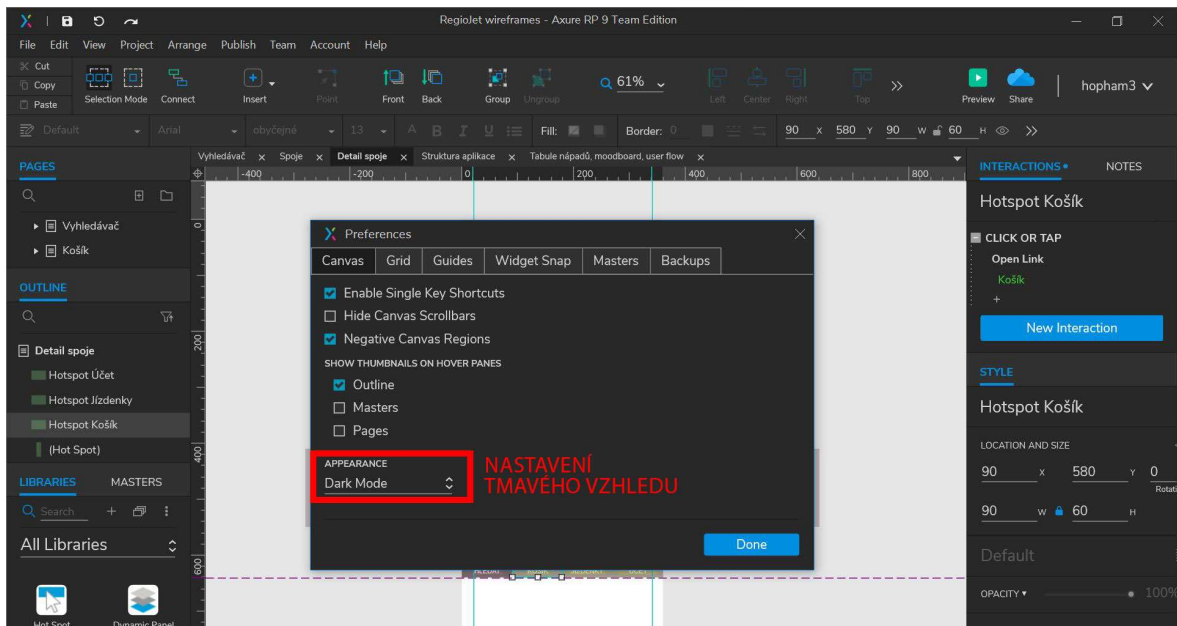 RegioJet wireframes - Axure RP 9 Team Edition
File Edit View Project Arrange Publish Team Account Help
Cut
Copy
Paste
Selection Mode Connect Insert Point Front Back Group Ungroup 61% Left Center Right Top Preview Share hopham3
Default Arial obyčejné 13 B I U Fill: Border: 0 90 X 580 Y 90 W 60 H
PAGES
Vyhledávač
Košík
OUTLINE
Detail spoje
Hotspot Účet
Hotspot Jízdenky
Hotspot Košík
(Hot Spot)
LIBRARIES MASTERS
Search
All Libraries
Hot Spot Dynamic Panel
Vyhledávač x Spoje x Detail spoje x Struktura aplikace x Tabule nápadů, moodboard, user flow x
-400 -200 0 200 400 600 800
0
200
400
600
Preferences
Canvas Grid Guides Widget Snap Masters Backups
Enable Single Key Shortcuts
Hide Canvas Scrollbars
Negative Canvas Regions
SHOW THUMBNAILS ON HOVER PANES
Outline
Masters
Pages
APPEARANCE
Dark Mode
NASTAVENÍ
TMAVÉHO VZHLEDU
Done
HLEDAT KOŠÍK JÍZDENKY ÚČET
INTERACTIONS NOTES
Hotspot Košík
CLICK OR TAP
Open Link
Košík
New Interaction
STYLE
Hotspot Košík
LOCATION AND SIZE
90 X 580 Y 0
Rotati
90 W 60 H
Default
OPACITY 100%